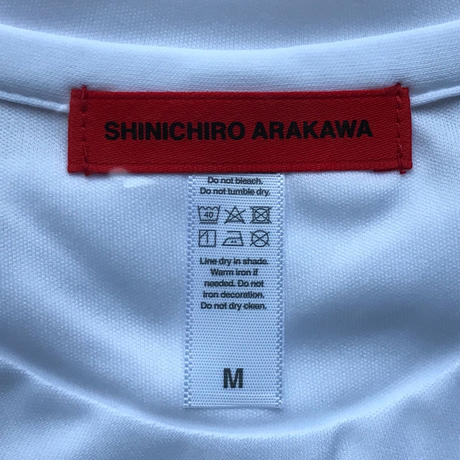 SHINICHIRO ARAKAWA
Do not bleach.
Do not tumble dry.
40
Line dry in shade.
Warm iron if
needed. Do not
iron decoration.
Do not dry clean.
M